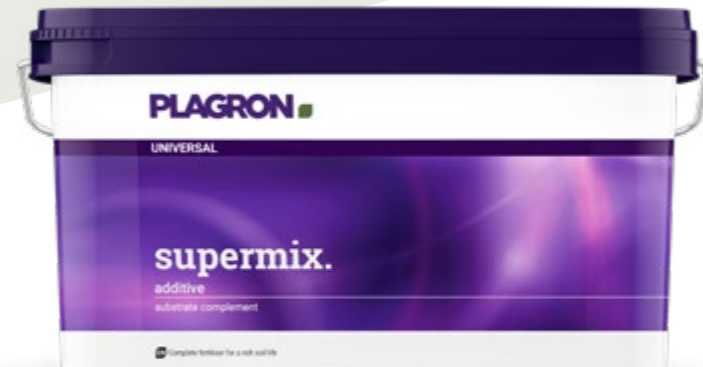 PLAGRON
UNIVERSAL
supermix.
additive
substrate complement
Complete fertiliser for a rich soil life